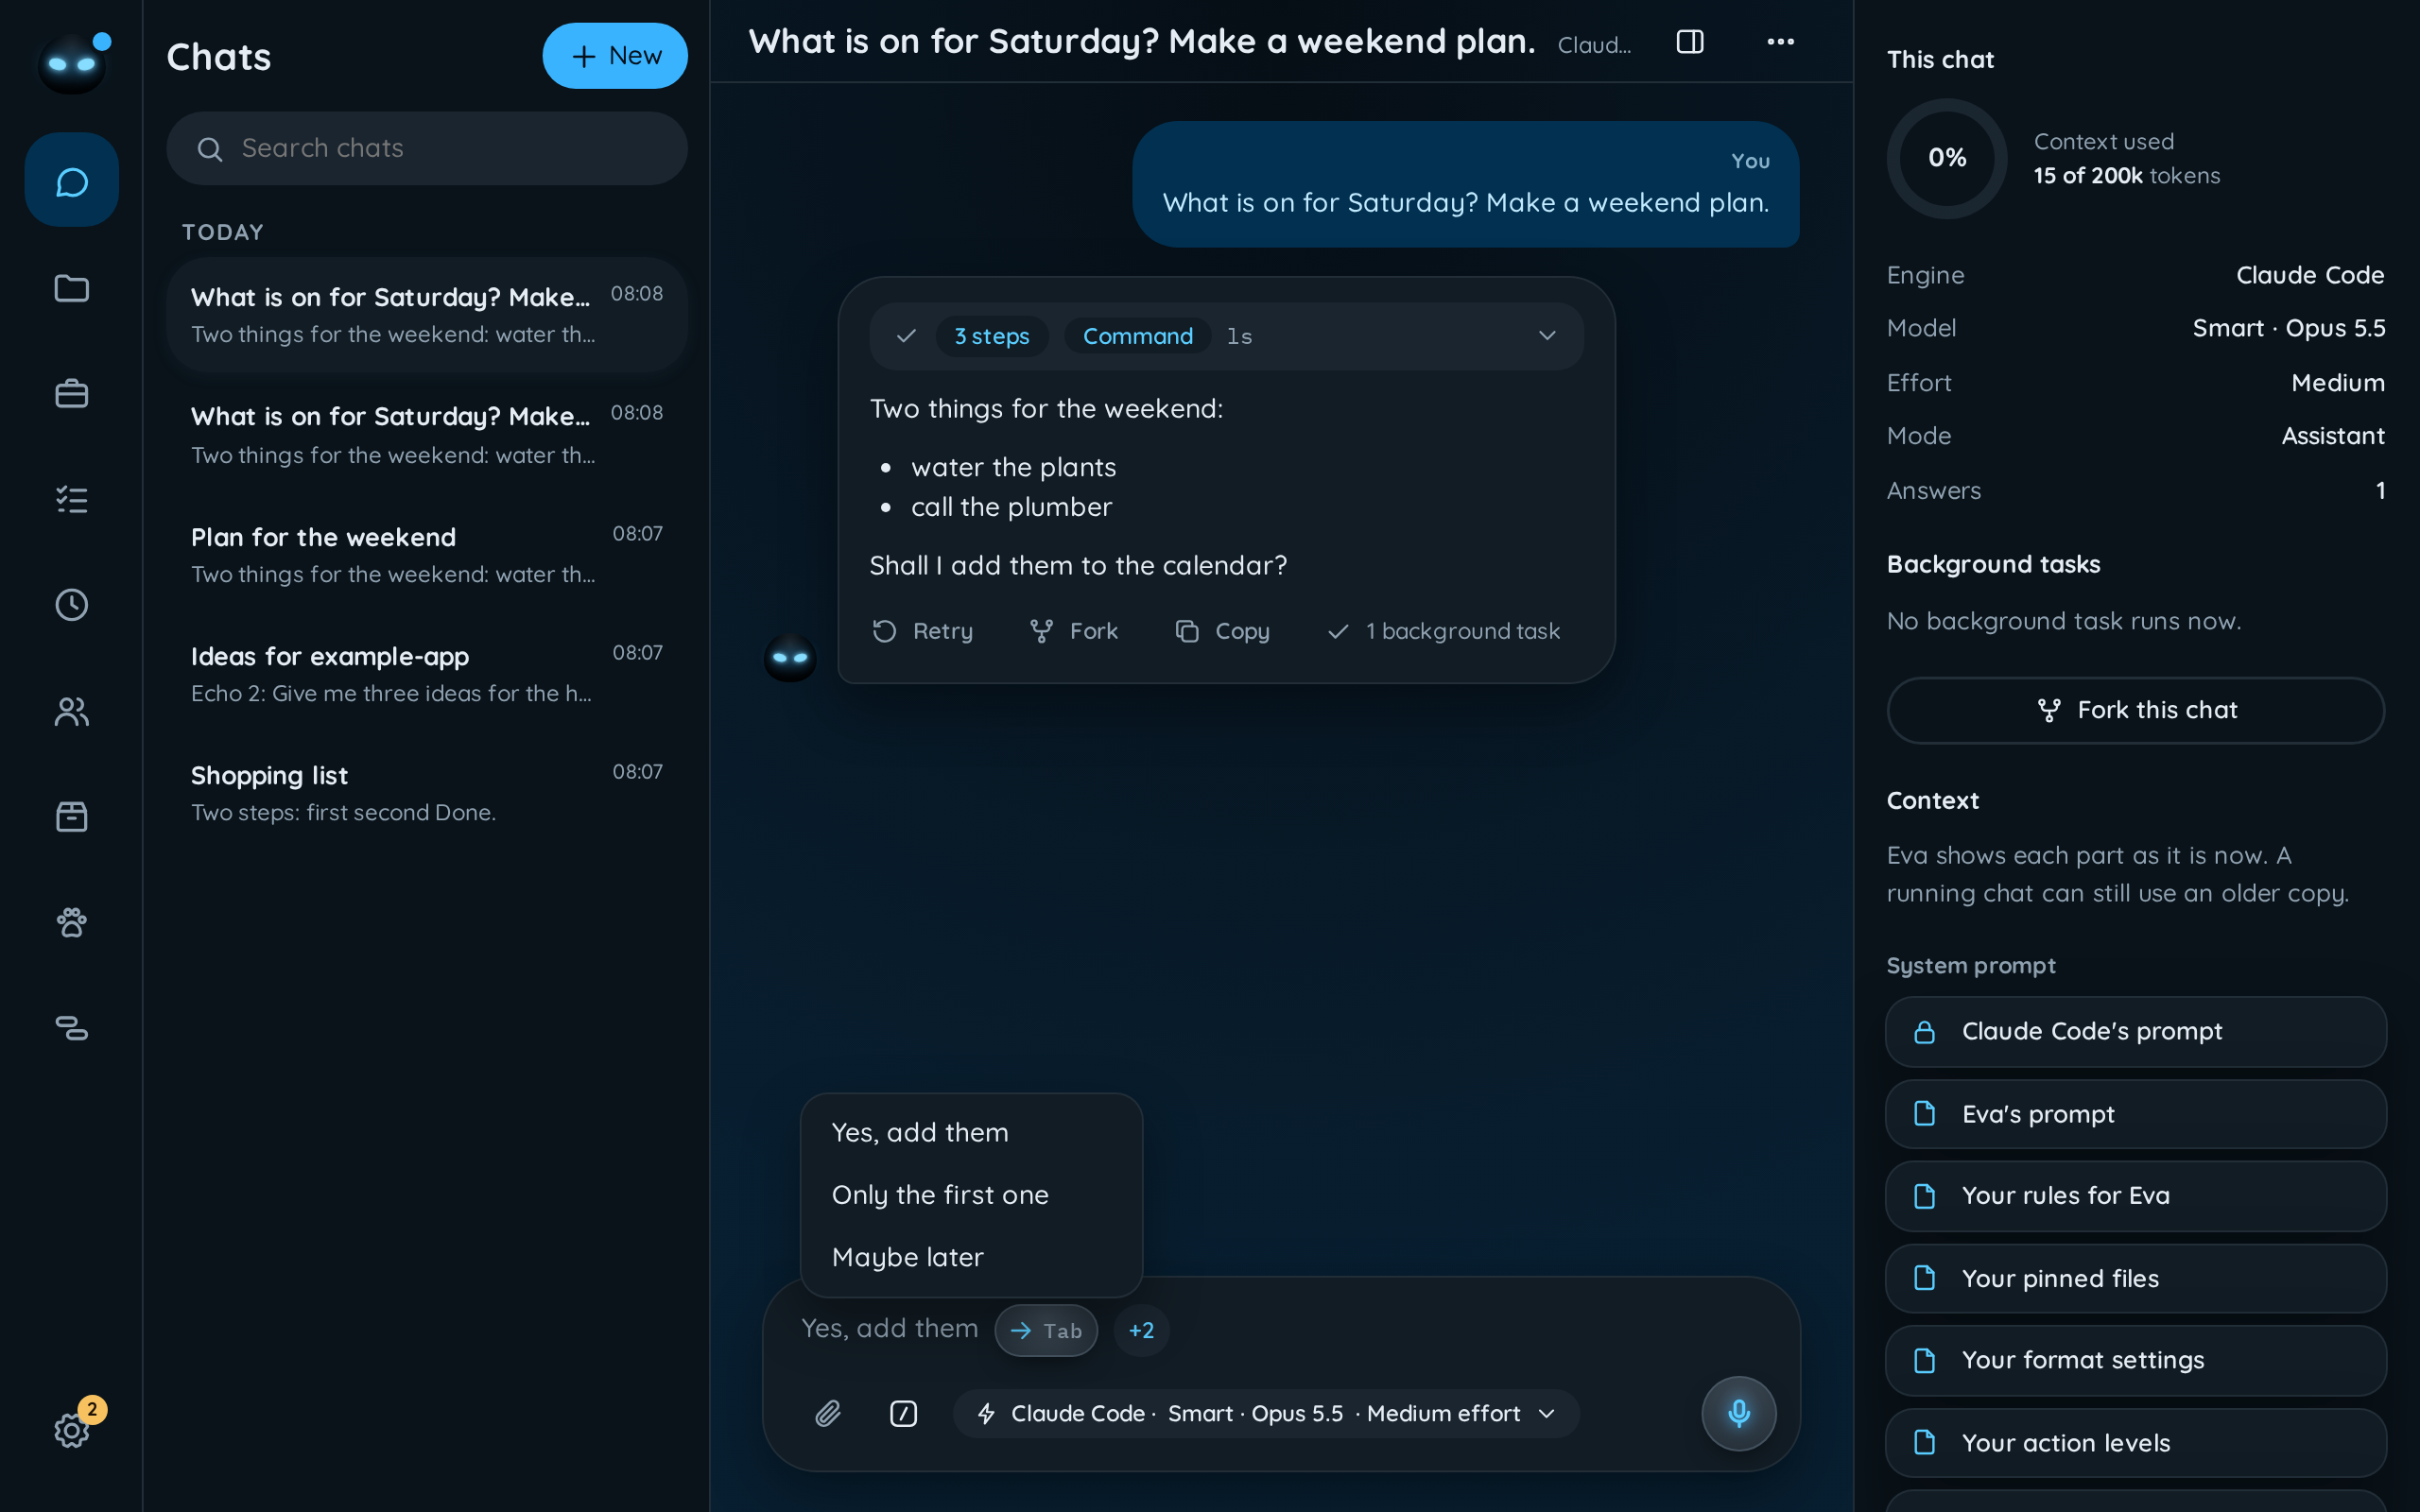 Chats
New
Search chats
TODAY
What is on for Saturday? Make... 08:08
Two things for the weekend: water th...
What is on for Saturday? Make... 08:08
Two things for the weekend: water th...
Plan for the weekend 08:07
Two things for the weekend: water th...
Ideas for example-app 08:07
Echo 2: Give me three ideas for the h...
Shopping list 08:07
Two steps: first second Done.
2
What is on for Saturday? Make a weekend plan. Claud...
You
What is on for Saturday? Make a weekend plan.
3 steps Command 1s
Two things for the weekend:
• water the plants
• call the plumber
Shall I add them to the calendar?
Retry Fork Copy 1 background task
Yes, add them
Only the first one
Maybe later
Yes, add them → Tab +2
Claude Code · Smart · Opus 5.5 · Medium effort
This chat
0%
Context used
15 of 200k tokens
Engine Claude Code
Model Smart · Opus 5.5
Effort Medium
Mode Assistant
Answers 1
Background tasks
No background task runs now.
Fork this chat
Context
Eva shows each part as it is now. A
running chat can still use an older copy.
System prompt
Claude Code's prompt
Eva's prompt
Your rules for Eva
Your pinned files
Your format settings
Your action levels